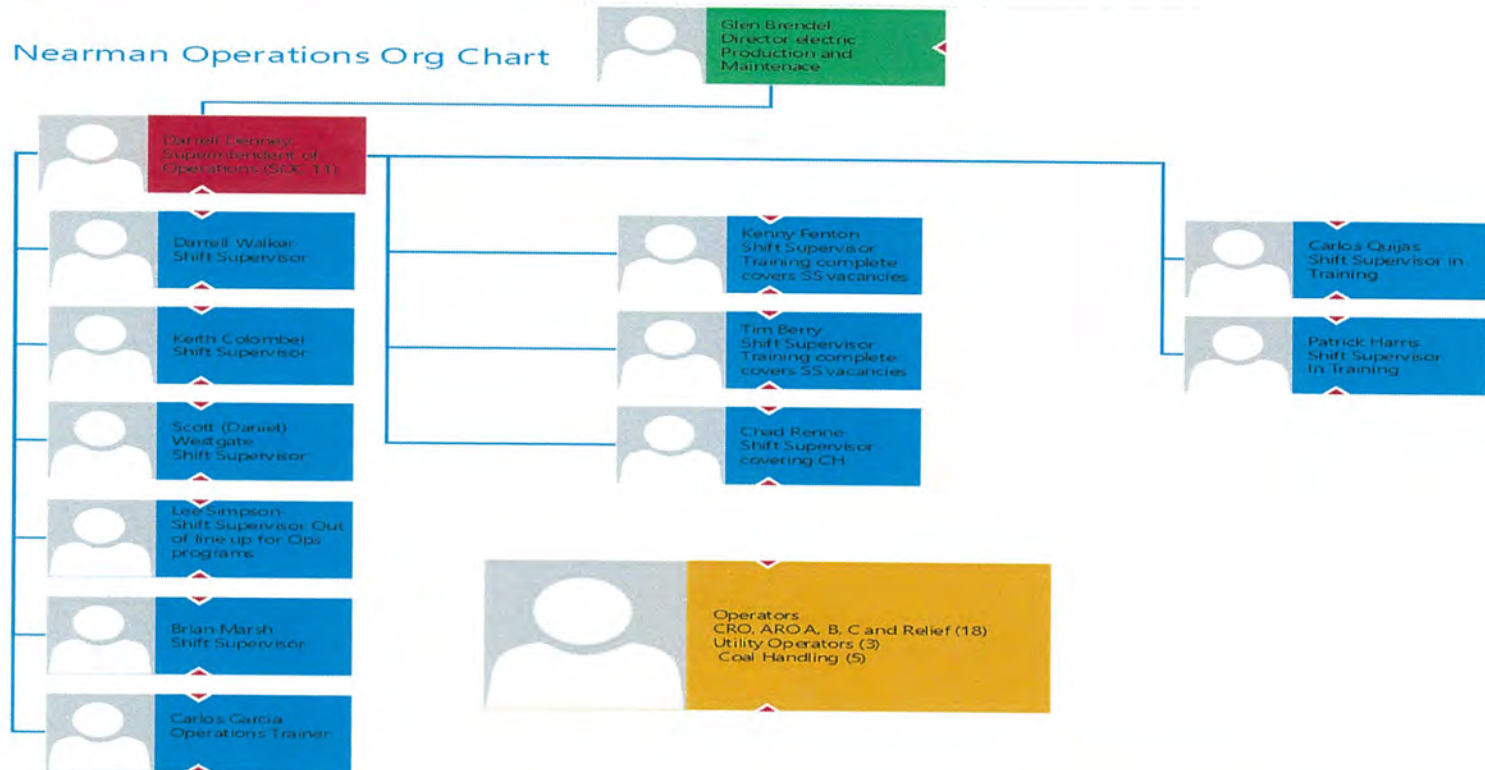 Nearman Operations Org Chart
Glen Brendel
Director electric
Production and
Maintenace
Darrell Denney
Superintendent of
Operations (SOC 11)
Darrell Walker
Shift Supervisor
Keith Colombel
Shift Supervisor
Scott (Daniel)
Westgate
Shift Supervisor
Lee Simpson
Shift Supervisor Out
of line up for Ops
programs
Brian Marsh
Shift Supervisor
Carlos Garcia
Operations Trainer
Kenny Fenton
Shift Supervisor
Training complete
covers SS vacancies
Tim Berry
Shift Supervisor
Training complete
covers SS vacancies
Chad Renne
Shift Supervisor
covering CH
Carlos Quijas
Shift Supervisor in
Training
Patrick Harris
Shift Supervisor
In Training
Operators
CRO, ARO A, B, C and Relief (18)
Utility Operators (3)
Coal Handling (5)